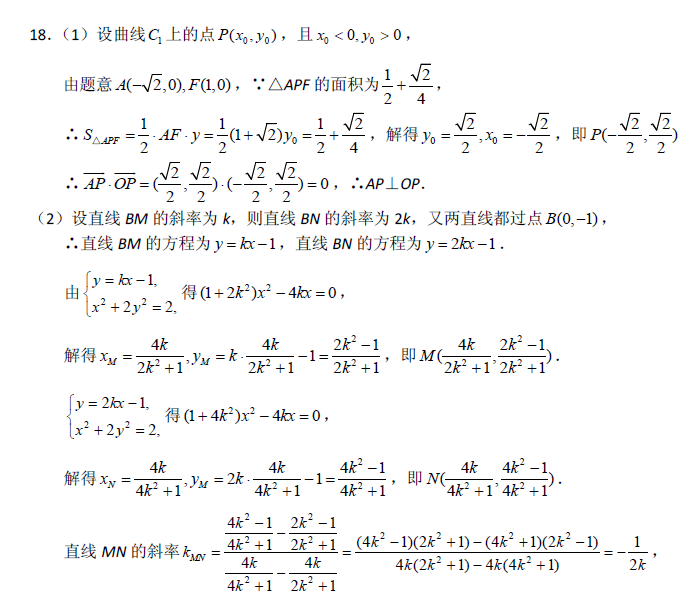 18.（1）设曲线 $C_1$ 上的点 $P(x_0, y_0)$，且 $x_0 < 0, y_0 > 0$，
由题意 $A(-\sqrt{2}, 0), F(1, 0)$，∵△APF 的面积为 $\frac{1}{2} + \frac{\sqrt{2}}{4}$，
∴ $S_{\triangle APF} = \frac{1}{2} \cdot AF \cdot y = \frac{1}{2}(1 + \sqrt{2})y_0 = \frac{1}{2} + \frac{\sqrt{2}}{4}$，解得 $y_0 = \frac{\sqrt{2}}{2}, x_0 = -\frac{\sqrt{2}}{2}$，即 $P(-\frac{\sqrt{2}}{2}, \frac{\sqrt{2}}{2})$
∴ $\overline{AP} \cdot \overline{OP} = (\frac{\sqrt{2}}{2}, \frac{\sqrt{2}}{2}) \cdot (-\frac{\sqrt{2}}{2}, \frac{\sqrt{2}}{2}) = 0$，∴AP⊥OP.
（2）设直线 BM 的斜率为 k，则直线 BN 的斜率为 2k，又两直线都过点 $B(0, -1)$，
∴直线 BM 的方程为 $y = kx - 1$，直线 BN 的方程为 $y = 2kx - 1$．
由 $\begin{cases} y = kx - 1, \\ x^2 + 2y^2 = 2, \end{cases}$ 得 $(1 + 2k^2)x^2 - 4kx = 0$，
解得 $x_M = \frac{4k}{2k^2 + 1}, y_M = k \cdot \frac{4k}{2k^2 + 1} - 1 = \frac{2k^2 - 1}{2k^2 + 1}$，即 $M(\frac{4k}{2k^2 + 1}, \frac{2k^2 - 1}{2k^2 + 1})$．
$\begin{cases} y = 2kx - 1, \\ x^2 + 2y^2 = 2, \end{cases}$ 得 $(1 + 4k^2)x^2 - 4kx = 0$，
解得 $x_N = \frac{4k}{4k^2 + 1}, y_M = 2k \cdot \frac{4k}{4k^2 + 1} - 1 = \frac{4k^2 - 1}{4k^2 + 1}$，即 $N(\frac{4k}{4k^2 + 1}, \frac{4k^2 - 1}{4k^2 + 1})$．
直线 MN 的斜率 $k_{MN} = \frac{\frac{4k^2 - 1}{4k^2 + 1} - \frac{2k^2 - 1}{2k^2 + 1}}{\frac{4k}{4k^2 + 1} - \frac{4k}{2k^2 + 1}} = \frac{(4k^2 - 1)(2k^2 + 1) - (4k^2 + 1)(2k^2 - 1)}{4k(2k^2 + 1) - 4k(4k^2 + 1)} = -\frac{1}{2k}$，